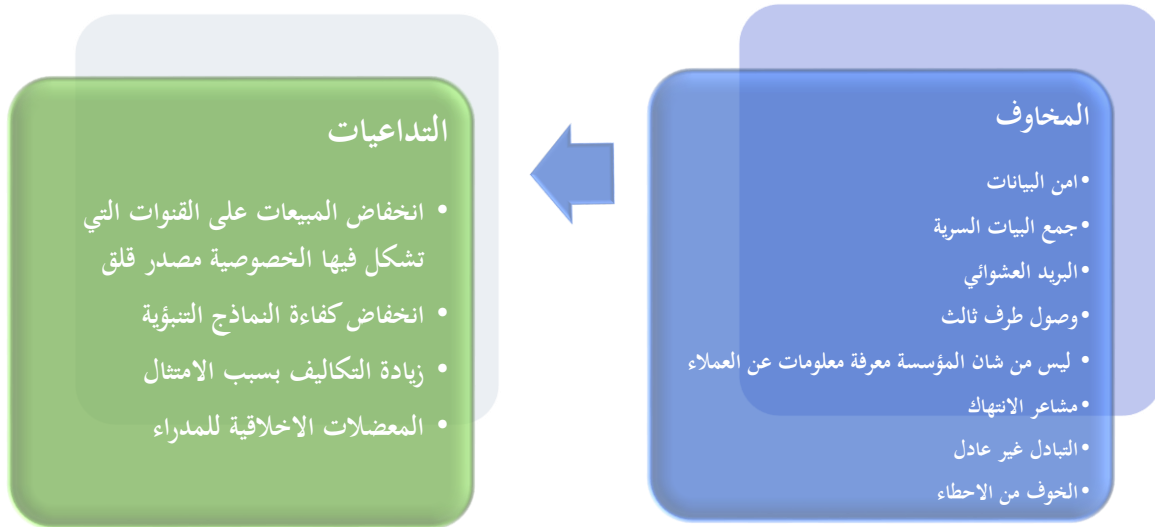 المخاوف
•امن البيانات
•جمع البيات السرية
•البريد العشوائي
•وصول طرف ثالث
• ليس من شان المؤسسة معرفة معلومات عن العملاء
•مشاعر الانتهاك
•التبادل غير عادل
•الخوف من الاحطاء
التداعيات
• انخفاض المبيعات على القنوات التي
تشكل فيها الخصوصية مصدر قلق
• انخفاض كفاءة النماذج التنبؤية
• زيادة التكاليف بسبب الامتثال
• المعضلات الاخلاقية للمدراء